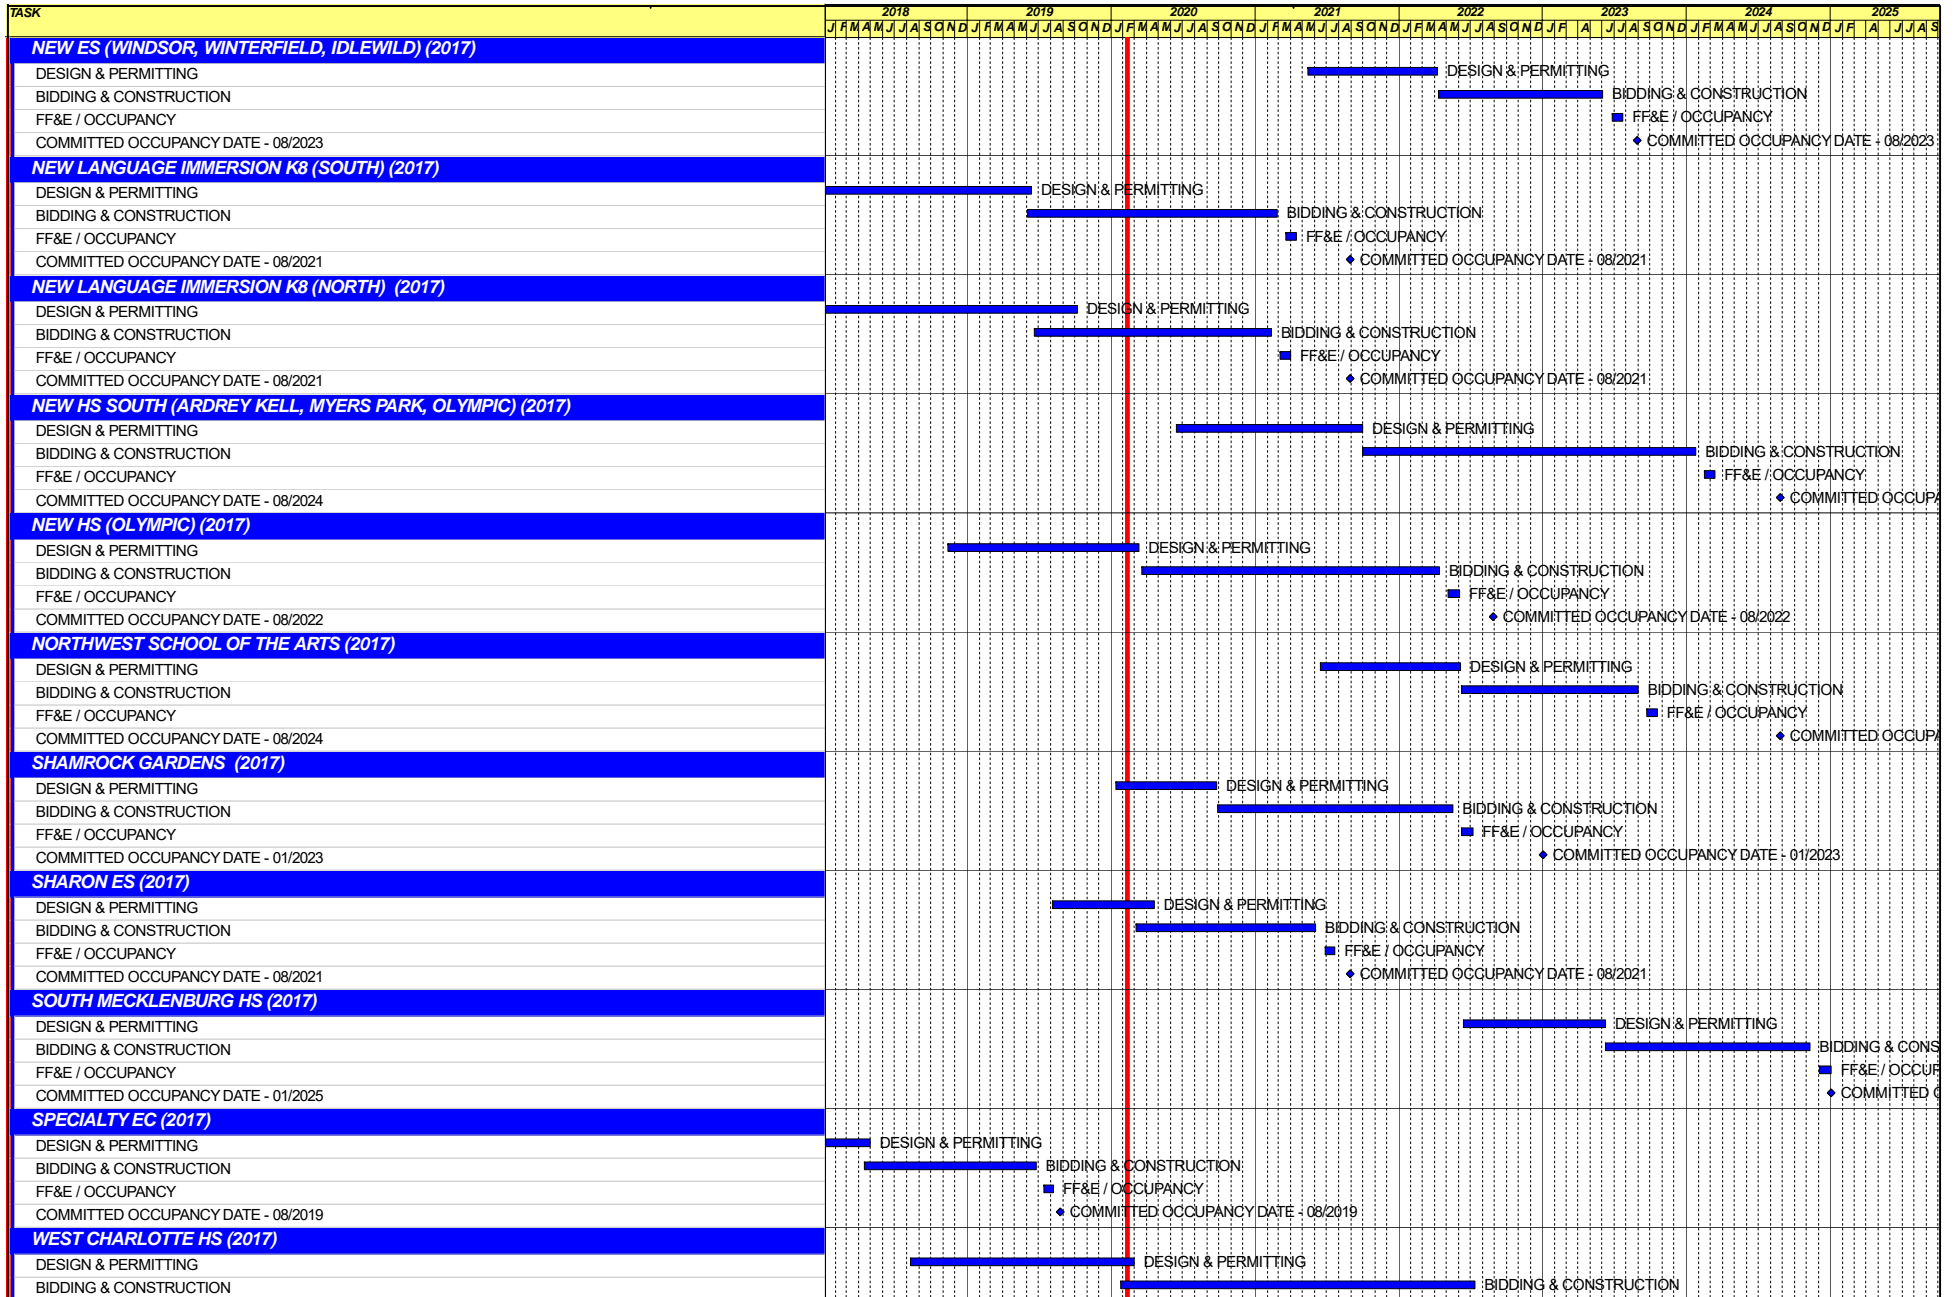 TASK 2018 2019 2020 2021 2022 2023 2024 2025
J F M A M J J A S O N D J F M A M J J A S O N D J F M A M J J A S O N D J F M A M J J A S O N D J F M A M J J A S O N D J F A J J A S O N D J F M A M J J A S O N D J F A J J A S
NEW ES (WINDSOR, WINTERFIELD, IDLEWILD) (2017)
DESIGN & PERMITTING DESIGN & PERMITTING
BIDDING & CONSTRUCTION BIDDING & CONSTRUCTION
FF&E / OCCUPANCY FF&E / OCCUPANCY
COMMITTED OCCUPANCY DATE - 08/2023 COMMITTED OCCUPANCY DATE - 08/2023
NEW LANGUAGE IMMERSION K8 (SOUTH) (2017)
DESIGN & PERMITTING DESIGN & PERMITTING
BIDDING & CONSTRUCTION BIDDING & CONSTRUCTION
FF&E / OCCUPANCY FF&E / OCCUPANCY
COMMITTED OCCUPANCY DATE - 08/2021 COMMITTED OCCUPANCY DATE - 08/2021
NEW LANGUAGE IMMERSION K8 (NORTH) (2017)
DESIGN & PERMITTING DESIGN & PERMITTING
BIDDING & CONSTRUCTION BIDDING & CONSTRUCTION
FF&E / OCCUPANCY FF&E / OCCUPANCY
COMMITTED OCCUPANCY DATE - 08/2021 COMMITTED OCCUPANCY DATE - 08/2021
NEW HS SOUTH (ARDREY KELL, MYERS PARK, OLYMPIC) (2017)
DESIGN & PERMITTING DESIGN & PERMITTING
BIDDING & CONSTRUCTION BIDDING & CONSTRUCTION
FF&E / OCCUPANCY FF&E / OCCUPANCY
COMMITTED OCCUPANCY DATE - 08/2024 COMMITTED OCCUPA
NEW HS (OLYMPIC) (2017)
DESIGN & PERMITTING DESIGN & PERMITTING
BIDDING & CONSTRUCTION BIDDING & CONSTRUCTION
FF&E / OCCUPANCY FF&E / OCCUPANCY
COMMITTED OCCUPANCY DATE - 08/2022 COMMITTED OCCUPANCY DATE - 08/2022
NORTHWEST SCHOOL OF THE ARTS (2017)
DESIGN & PERMITTING DESIGN & PERMITTING
BIDDING & CONSTRUCTION BIDDING & CONSTRUCTION
FF&E / OCCUPANCY FF&E / OCCUPANCY
COMMITTED OCCUPANCY DATE - 08/2024 COMMITTED OCCUPA
SHAMROCK GARDENS (2017)
DESIGN & PERMITTING DESIGN & PERMITTING
BIDDING & CONSTRUCTION BIDDING & CONSTRUCTION
FF&E / OCCUPANCY FF&E / OCCUPANCY
COMMITTED OCCUPANCY DATE - 01/2023 COMMITTED OCCUPANCY DATE - 01/2023
SHARON ES (2017)
DESIGN & PERMITTING DESIGN & PERMITTING
BIDDING & CONSTRUCTION BIDDING & CONSTRUCTION
FF&E / OCCUPANCY FF&E / OCCUPANCY
COMMITTED OCCUPANCY DATE - 08/2021 COMMITTED OCCUPANCY DATE - 08/2021
SOUTH MECKLENBURG HS (2017)
DESIGN & PERMITTING DESIGN & PERMITTING
BIDDING & CONSTRUCTION BIDDING & CONS
FF&E / OCCUPANCY FF&E / OCCUP
COMMITTED OCCUPANCY DATE - 01/2025 COMMITTED O
SPECIALTY EC (2017)
DESIGN & PERMITTING DESIGN & PERMITTING
BIDDING & CONSTRUCTION BIDDING & CONSTRUCTION
FF&E / OCCUPANCY FF&E / OCCUPANCY
COMMITTED OCCUPANCY DATE - 08/2019 COMMITTED OCCUPANCY DATE - 08/2019
WEST CHARLOTTE HS (2017)
DESIGN & PERMITTING DESIGN & PERMITTING
BIDDING & CONSTRUCTION BIDDING & CONSTRUCTION